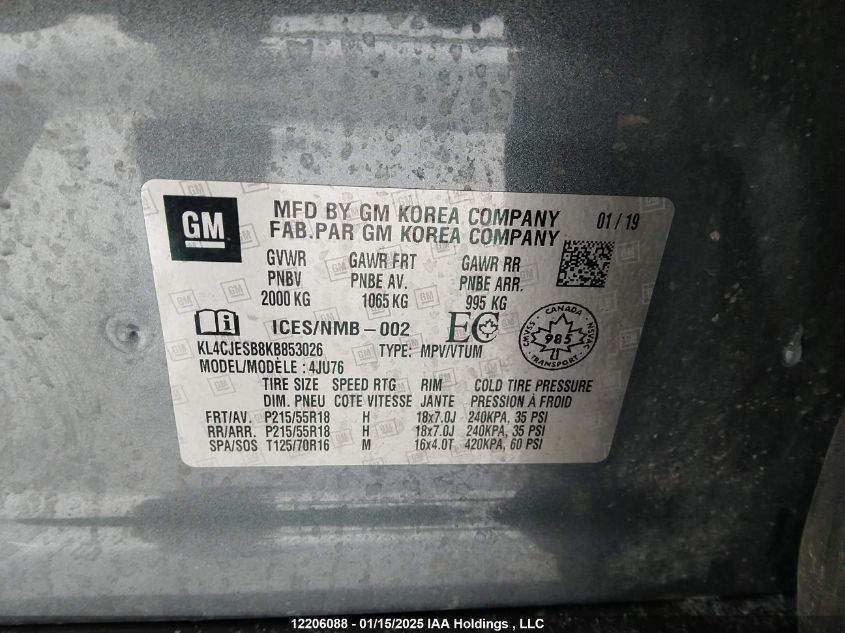 GM
MFD BY GM KOREA COMPANY 01 / 19
FAB.PAR GM KOREA COMPANY
GVWR GAWR FRT GAWR RR
PNBV PNBE AV. PNBE ARR.
2000 KG 1065 KG 995 KG
ICES/NMB-002 EC
CANADA
CMVSS 985 NSVAC
TRANSPORT
KL4CJESB8KB853026 TYPE: MPV/VTUM
MODEL/MODÈLE : 4JU76
TIRE SIZE SPEED RTG RIM COLD TIRE PRESSURE
DIM. PNEU COTE VITESSE JANTE PRESSION À FROID
FRT/AV. P215/55R18 H 18x7.0J 240KPA, 35 PSI
RR/ARR. P215/55R18 H 18x7.0J 240KPA, 35 PSI
SPA/SOS T125/70R16 M 16x4.0T 420KPA, 60 PSI
12206088 - 01/15/2025 IAA Holdings , LLC